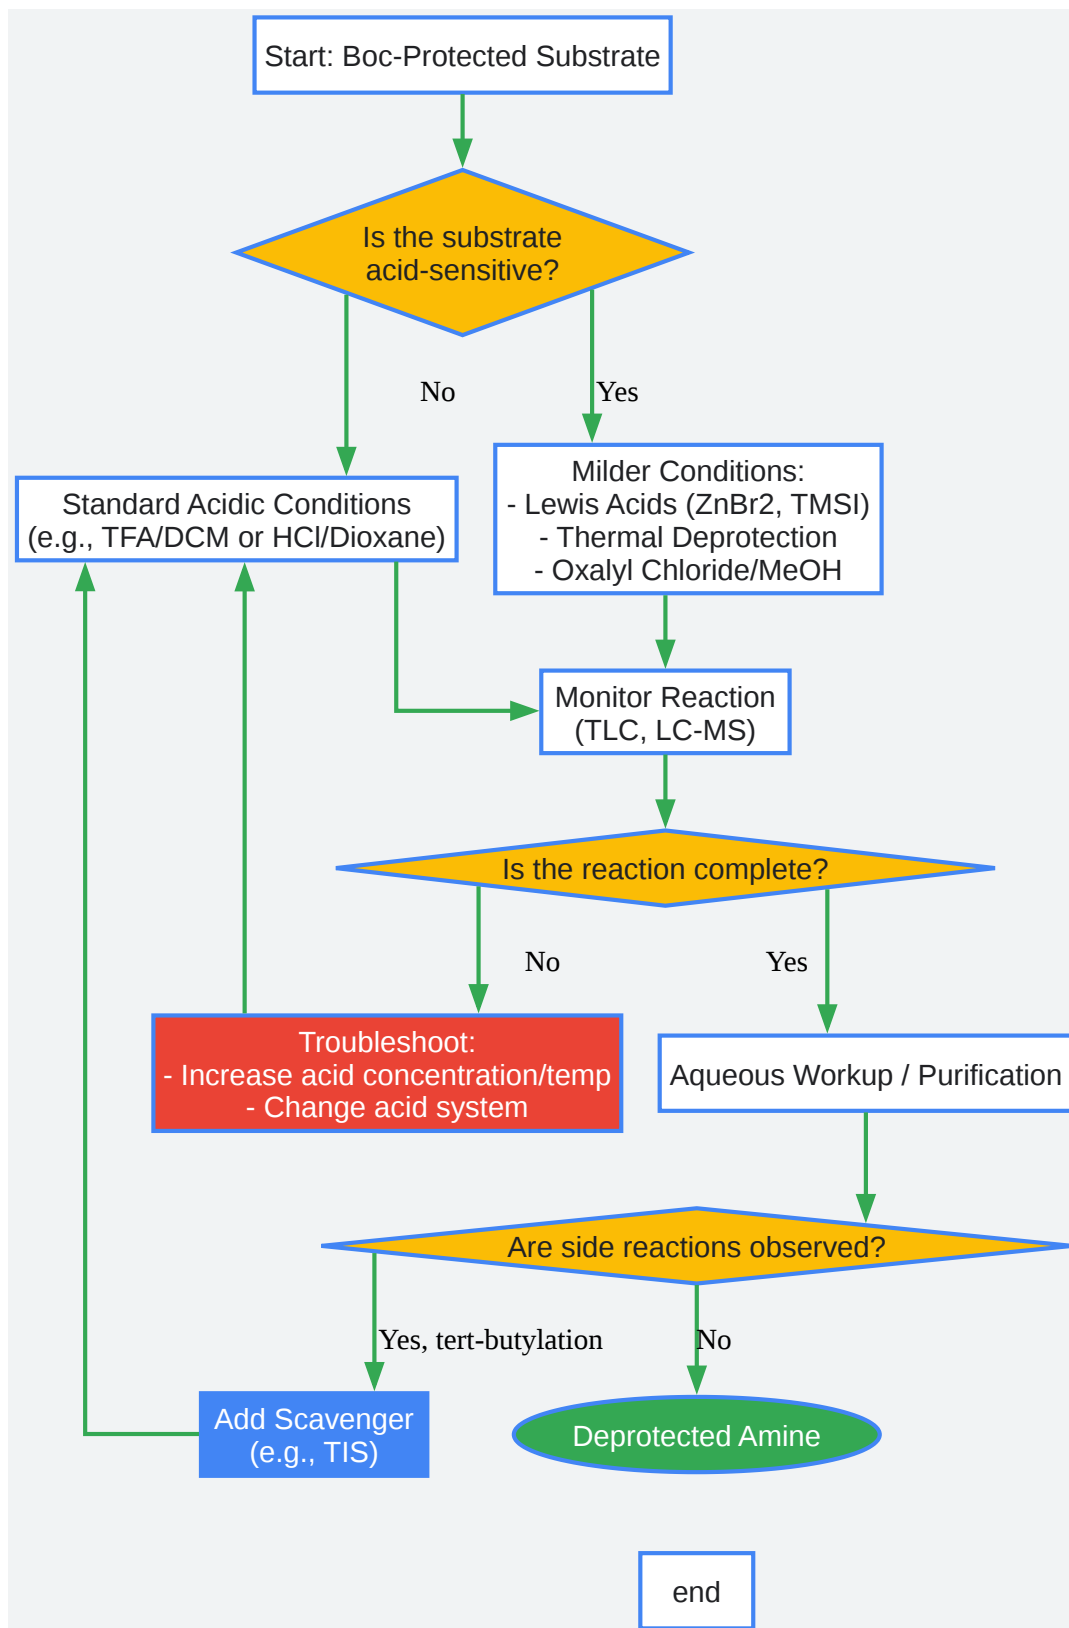 Start: Boc-Protected Substrate
Is the substrate
acid-sensitive?
No
Yes
Standard Acidic Conditions
(e.g., TFA/DCM or HCl/Dioxane)
Milder Conditions:
- Lewis Acids (ZnBr2, TMSI)
- Thermal Deprotection
- Oxalyl Chloride/MeOH
Monitor Reaction
(TLC, LC-MS)
Is the reaction complete?
No
Yes
Troubleshoot:
- Increase acid concentration/temp
- Change acid system
Aqueous Workup / Purification
Are side reactions observed?
Yes, tert-butylation
No
Add Scavenger
(e.g., TIS)
Deprotected Amine
end